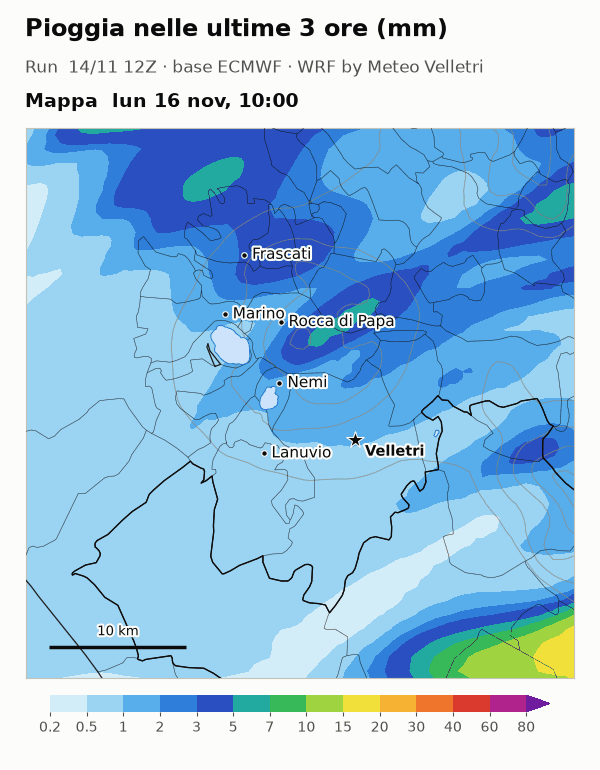 Pioggia nelle ultime 3 ore (mm)
Run  14/11 12Z · base ECMWF · WRF by Meteo Velletri
Mappa  lun 16 nov, 10:00
Frascati
Marino
Rocca di Papa
Nemi
Velletri
Lanuvio
10 km
0.2 0.5 1 2 3 5 7 10 15 20 30 40 60 80